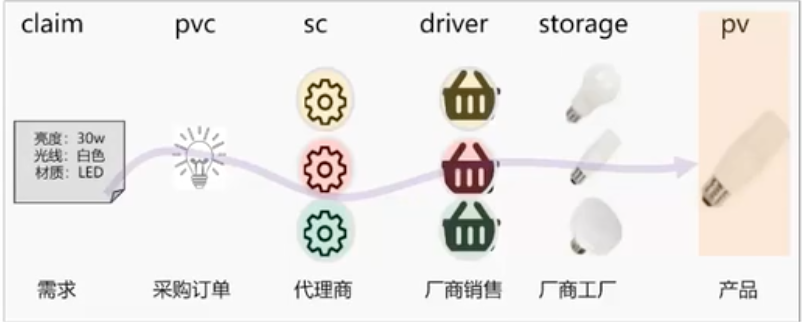 claim
pvc
sc
driver
storage
pv
亮度：30w
光线：白色
材质：LED
需求
采购订单
代理商
厂商销售
厂商工厂
产品